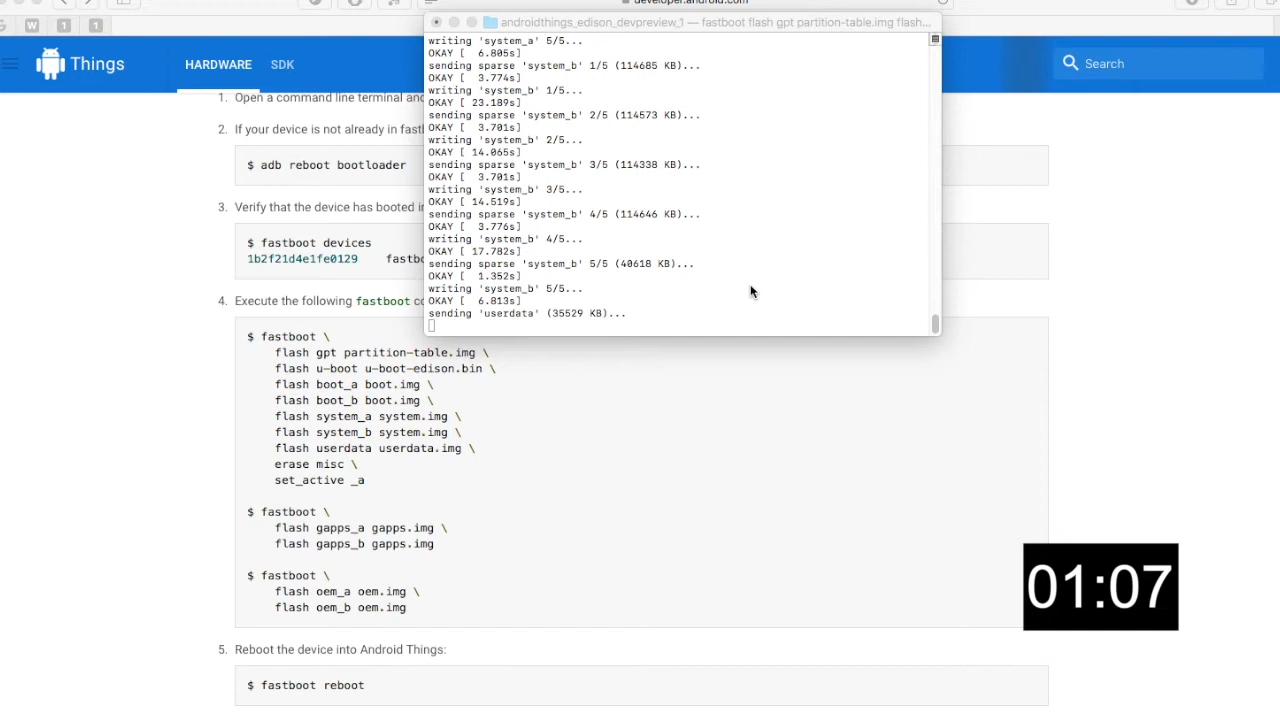 developer.android.com
androidthings_edison_devpreview_1 — fastboot flash gpt partition-table.img flash...
W
1
1
Things
HARDWARE
SDK
Search
writing 'system_a' 5/5...
OKAY [  6.805s]
sending sparse 'system_b' 1/5 (114685 KB)...
OKAY [  3.774s]
writing 'system_b' 1/5...
OKAY [ 23.189s]
sending sparse 'system_b' 2/5 (114573 KB)...
OKAY [  3.701s]
writing 'system_b' 2/5...
OKAY [ 14.065s]
sending sparse 'system_b' 3/5 (114338 KB)...
OKAY [  3.701s]
writing 'system_b' 3/5...
OKAY [ 14.519s]
sending sparse 'system_b' 4/5 (114646 KB)...
OKAY [  3.776s]
writing 'system_b' 4/5...
OKAY [ 17.782s]
sending sparse 'system_b' 5/5 (40618 KB)...
OKAY [  1.352s]
writing 'system_b' 5/5...
OKAY [  6.813s]
sending 'userdata' (35529 KB)...
1. Open a command line terminal and
2. If your device is not already in fast
$ adb reboot bootloader
3. Verify that the device has booted i
$ fastboot devices
1b2f21d4e1fe0129    fastbo
4. Execute the following fastboot c
$ fastboot \
flash gpt partition-table.img \
flash u-boot u-boot-edison.bin \
flash boot_a boot.img \
flash boot_b boot.img \
flash system_a system.img \
flash system_b system.img \
flash userdata userdata.img \
erase misc \
set_active _a
$ fastboot \
flash gapps_a gapps.img \
flash gapps_b gapps.img
$ fastboot \
flash oem_a oem.img \
flash oem_b oem.img
01:07
5. Reboot the device into Android Things:
$ fastboot reboot